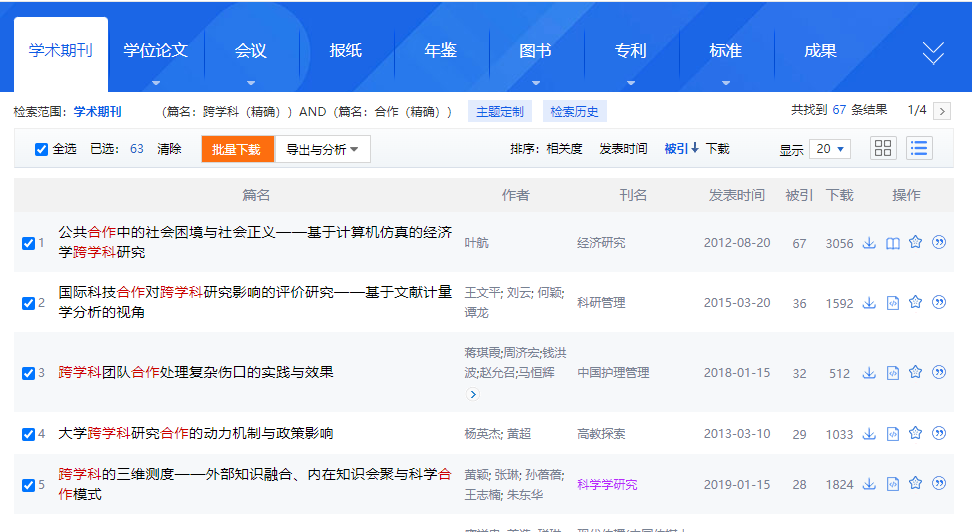 学术期刊 学位论文 会议 报纸 年鉴 图书 专利 标准 成果
检索范围：学术期刊 （篇名：跨学科（精确））AND（篇名：合作（精确）） 主题定制 检索历史 共找到 67 条结果 1/4
全选 已选：63 清除 批量下载 导出与分析 排序：相关度 发表时间 被引 下载 显示 20
篇名 作者 刊名 发表时间 被引 下载 操作
1 公共合作中的社会困境与社会正义——基于计算机仿真的经济
学跨学科研究 叶航 经济研究 2012-08-20 67 3056
2 国际科技合作对跨学科研究影响的评价研究——基于文献计量
学分析的视角 王文平; 刘云; 何颖;
谭龙 科研管理 2015-03-20 36 1592
3 跨学科团队合作处理复杂伤口的实践与效果 蒋琪霞;周济宏;钱洪
波;赵允召;马恒辉 中国护理管理 2018-01-15 32 512
4 大学跨学科研究合作的动力机制与政策影响 杨英杰; 黄超 高教探索 2013-03-10 29 1033
5 跨学科的三维测度——外部知识融合、内在知识会聚与科学合
作模式 黄颖; 张琳; 孙蓓蓓;
王志楠; 朱东华 科学学研究 2019-01-15 28 1824